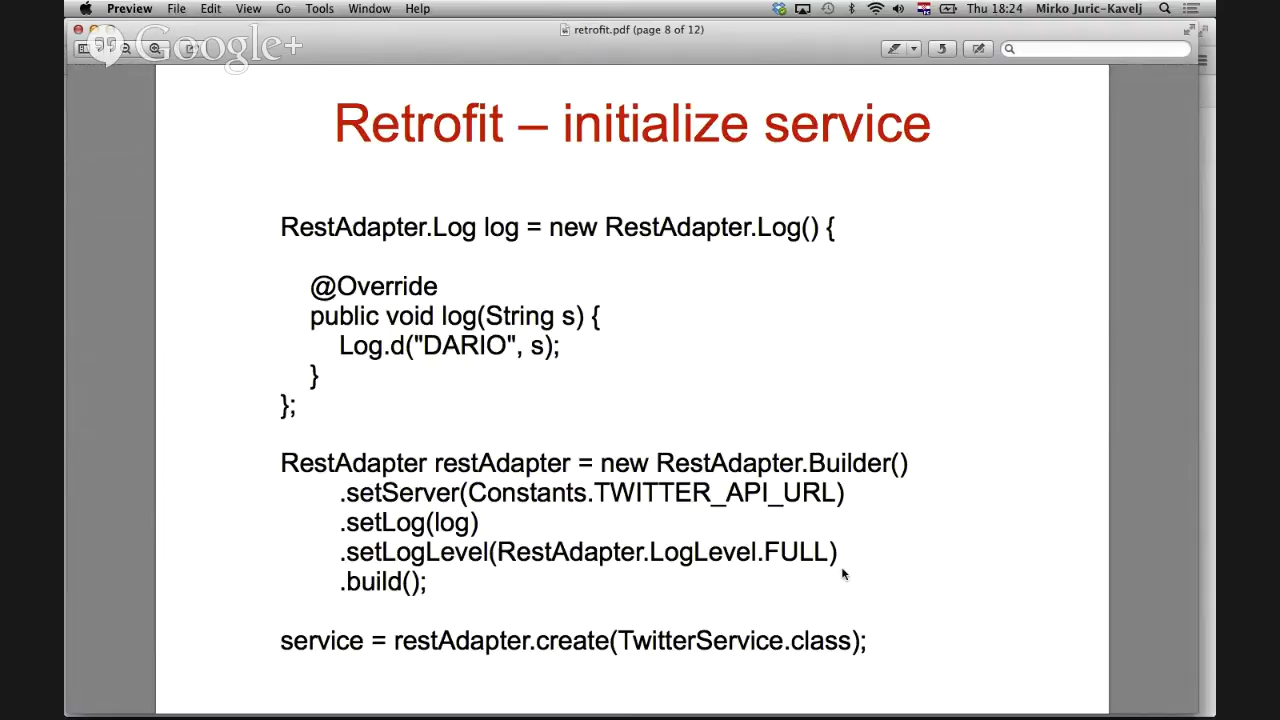 Preview File Edit View Go Tools Window Help Thu 18:24 Mirko Juric-Kavelj
retrofit.pdf (page 8 of 12)
Google+
Retrofit – initialize service
RestAdapter.Log log = new RestAdapter.Log() {
@Override
public void log(String s) {
Log.d("DARIO", s);
}
};
RestAdapter restAdapter = new RestAdapter.Builder()
.setServer(Constants.TWITTER_API_URL)
.setLog(log)
.setLogLevel(RestAdapter.LogLevel.FULL)
.build();
service = restAdapter.create(TwitterService.class);